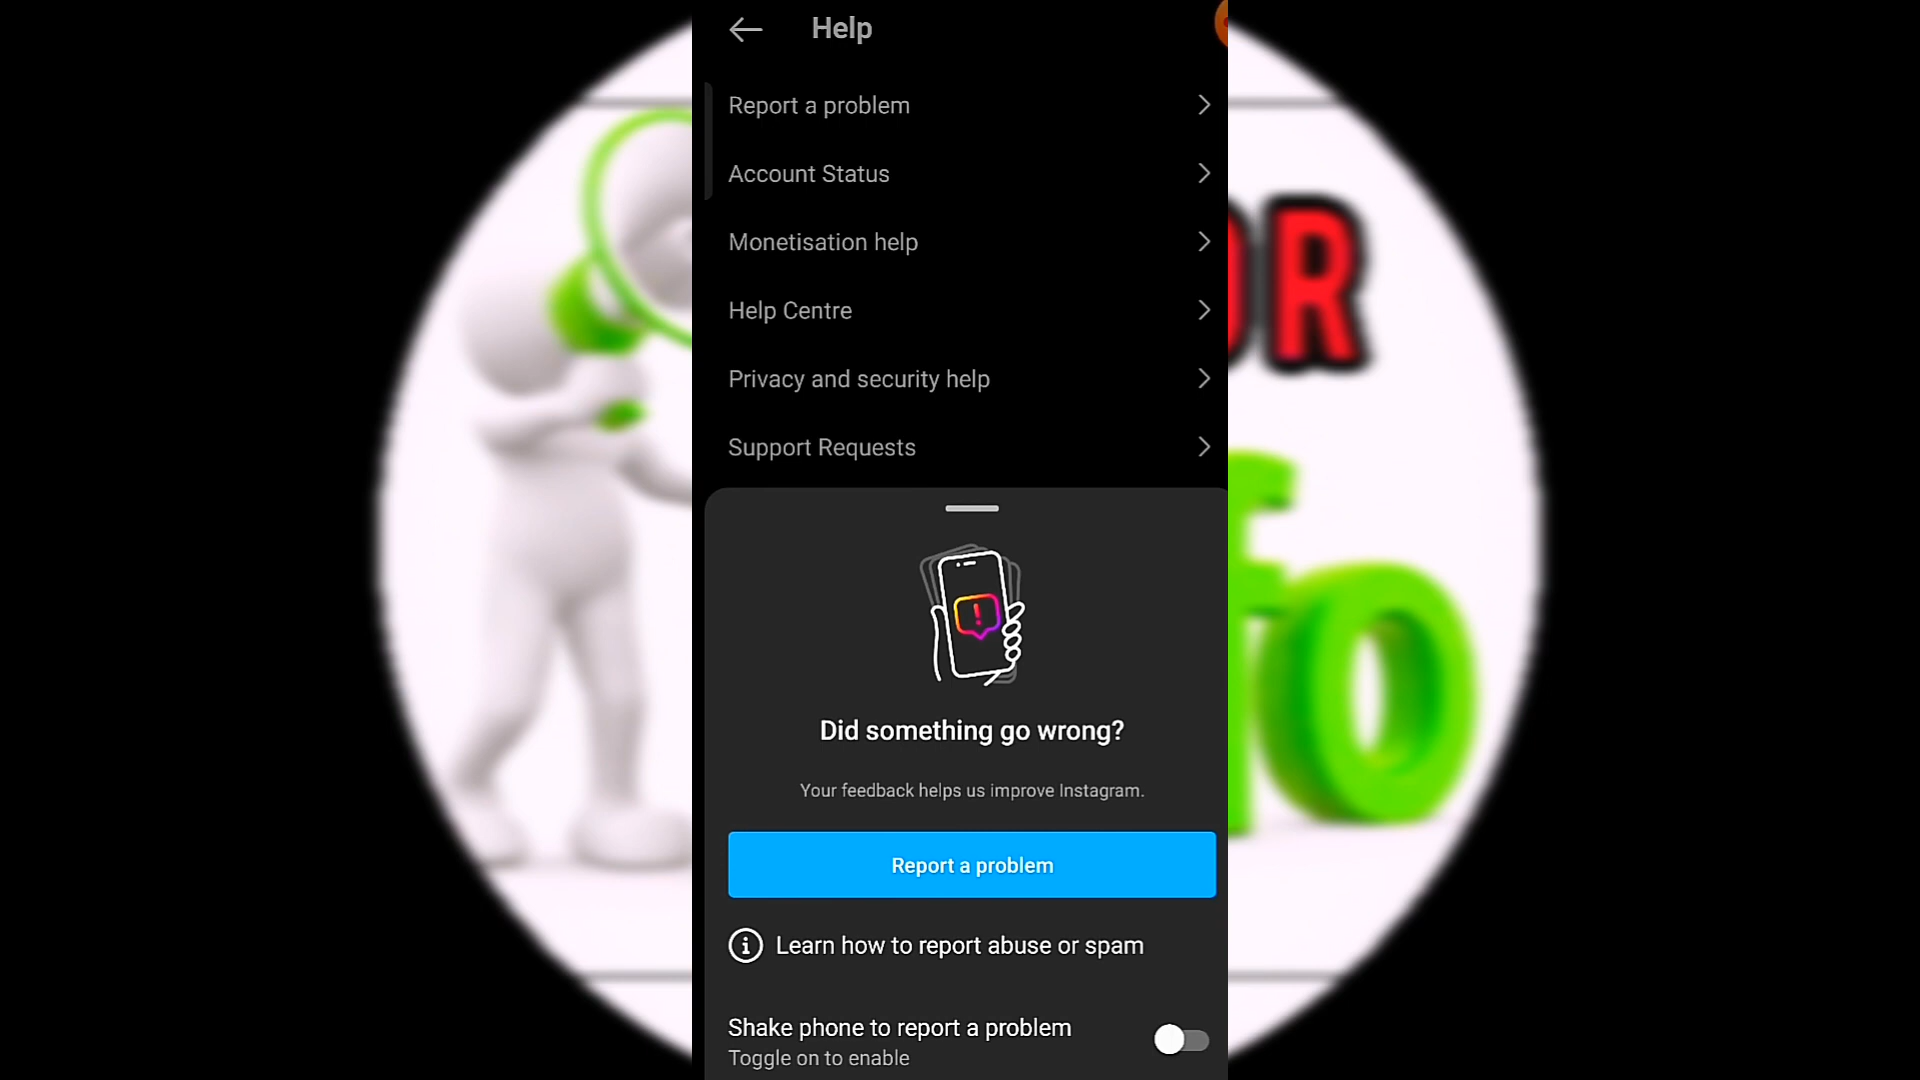 Help
Report a problem
Account Status
Monetisation help
Help Centre
Privacy and security help
Support Requests
Did something go wrong?
Your feedback helps us improve Instagram.
Report a problem
Learn how to report abuse or spam
Shake phone to report a problem
Toggle on to enable